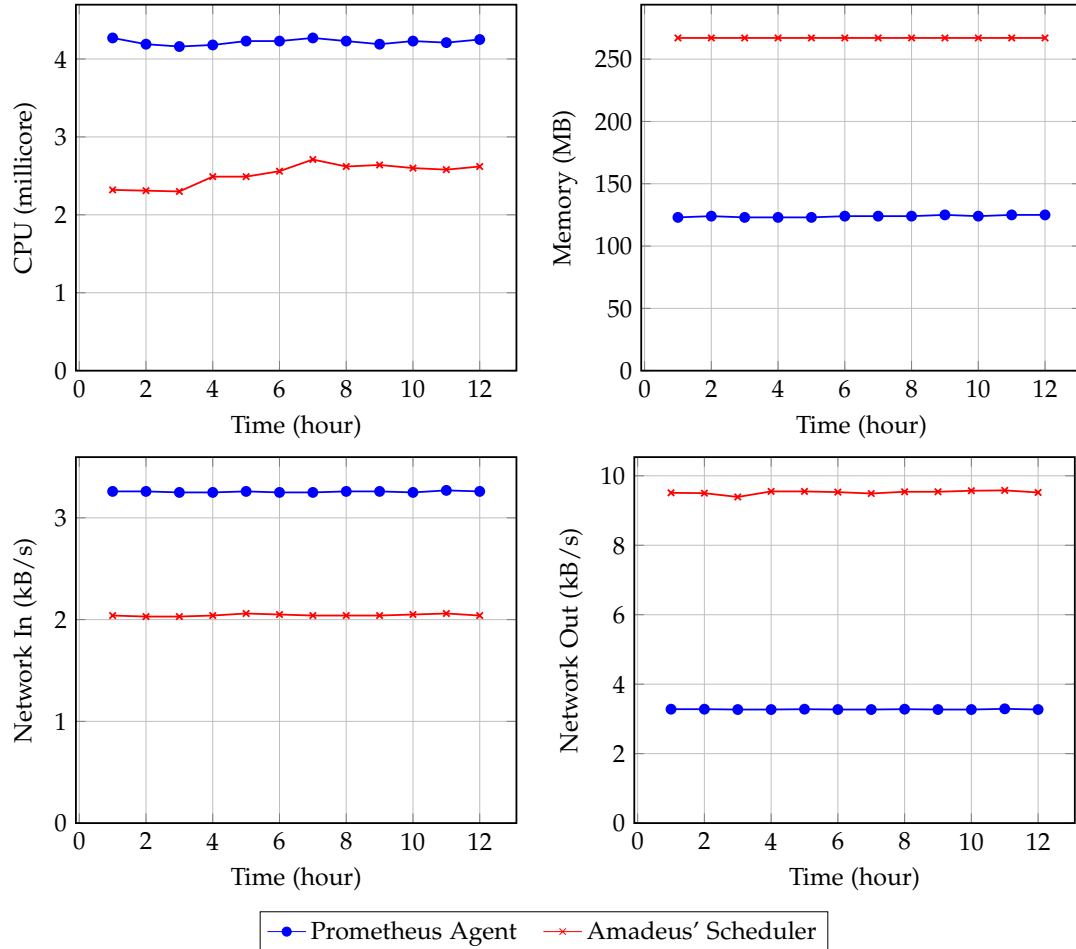 CPU (millicore)
4
3
2
1
0
0 2 4 6 8 10 12
Time (hour)
Memory (MB)
250
200
150
100
50
0
0 2 4 6 8 10 12
Time (hour)
Network In (kB/s)
3
2
1
0
0 2 4 6 8 10 12
Time (hour)
Network Out (kB/s)
10
8
6
4
2
0
0 2 4 6 8 10 12
Time (hour)
Prometheus Agent Amadeus’ Scheduler